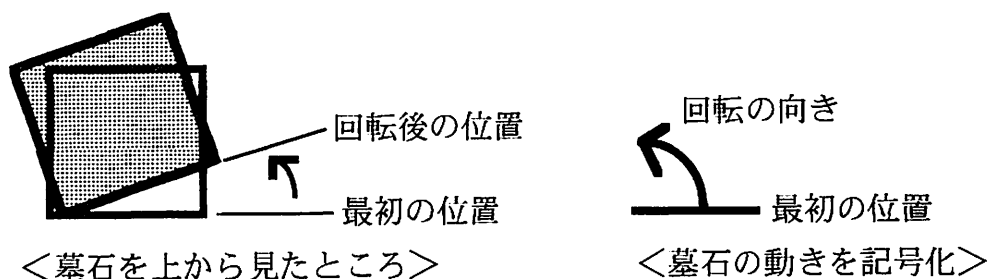 回転の向き
回転後の位置
最初の位置
最初の位置
＜墓石を上から見たところ＞
＜墓石の動きを記号化＞